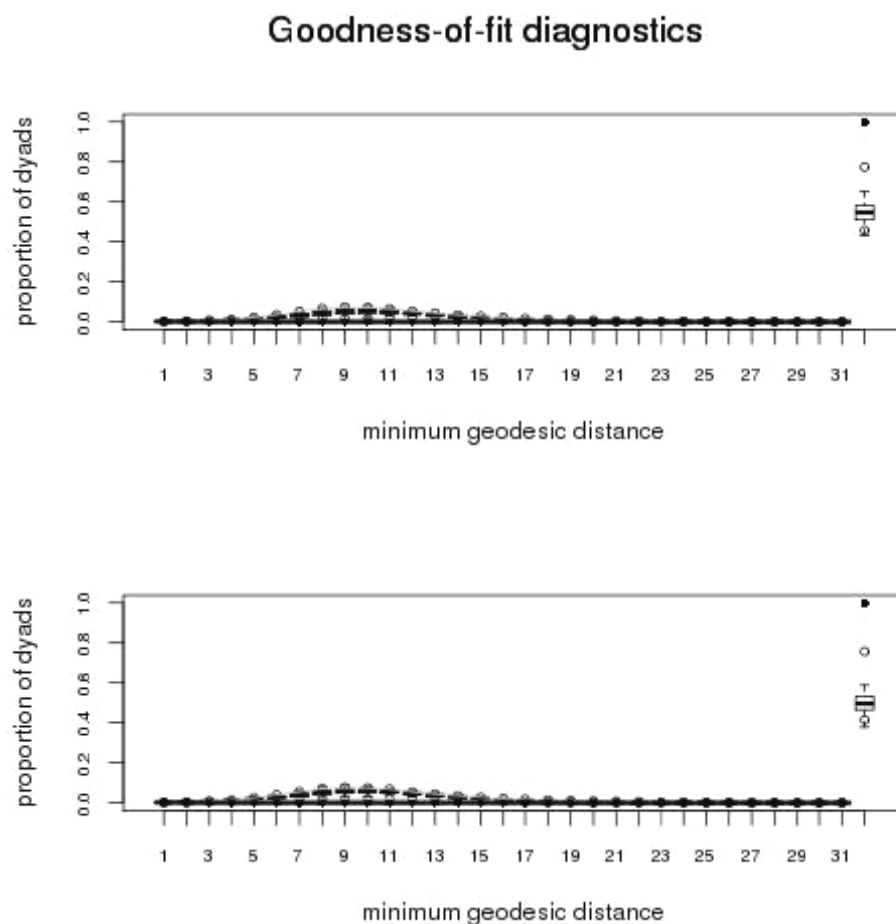 Goodness-of-fit diagnostics
proportion of dyads
0.0 0.2 0.4 0.6 0.8 1.0
1 3 5 7 9 11 13 15 17 19 21 23 25 27 29 31
minimum geodesic distance
proportion of dyads
0.0 0.2 0.4 0.6 0.8 1.0
1 3 5 7 9 11 13 15 17 19 21 23 25 27 29 31
minimum geodesic distance